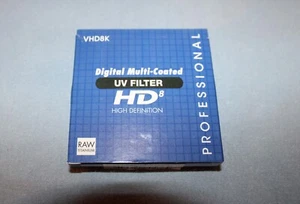 VHD8K
Digital Multi-Coated
UV FILTER
HD8
HIGH DEFINITION
RAW
PROFESSIONAL